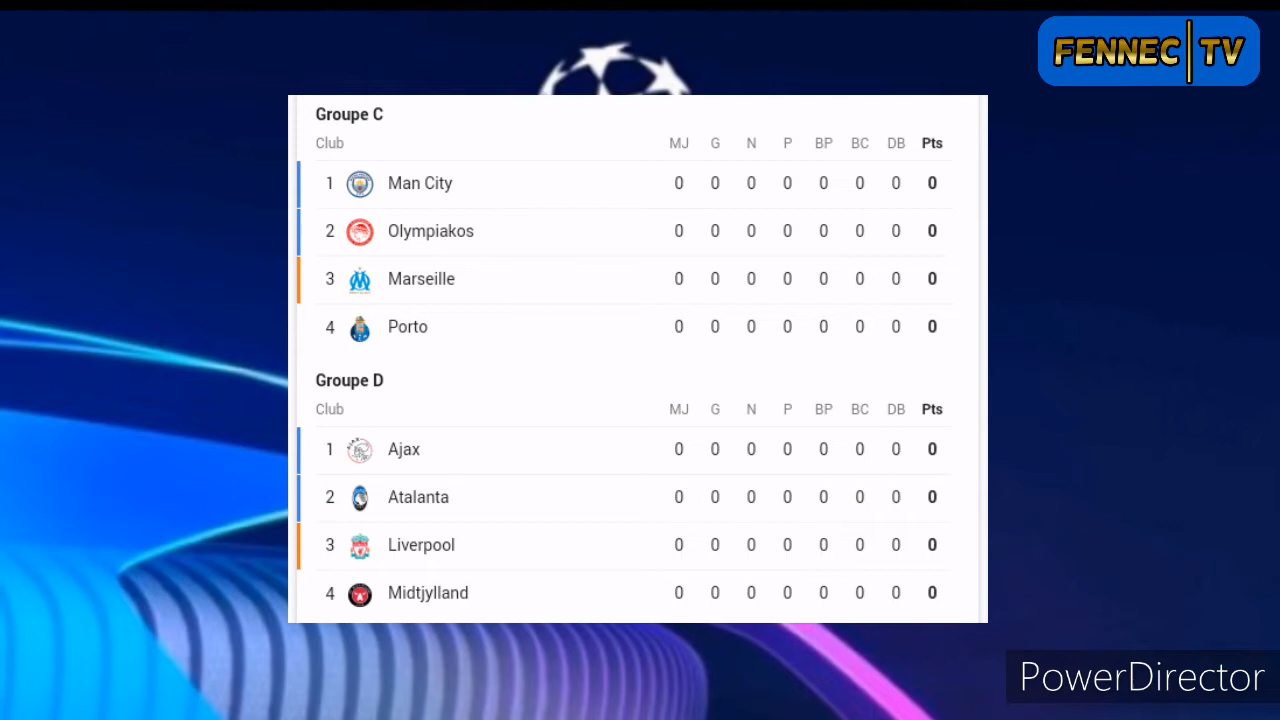 FENNEC TV
Groupe C
Club MJ G N P BP BC DB Pts
1 Man City 0 0 0 0 0 0 0 0
2 Olympiakos 0 0 0 0 0 0 0 0
3 Marseille 0 0 0 0 0 0 0 0
4 Porto 0 0 0 0 0 0 0 0
Groupe D
Club MJ G N P BP BC DB Pts
1 Ajax 0 0 0 0 0 0 0 0
2 Atalanta 0 0 0 0 0 0 0 0
3 Liverpool 0 0 0 0 0 0 0 0
4 Midtjylland 0 0 0 0 0 0 0 0
PowerDirector